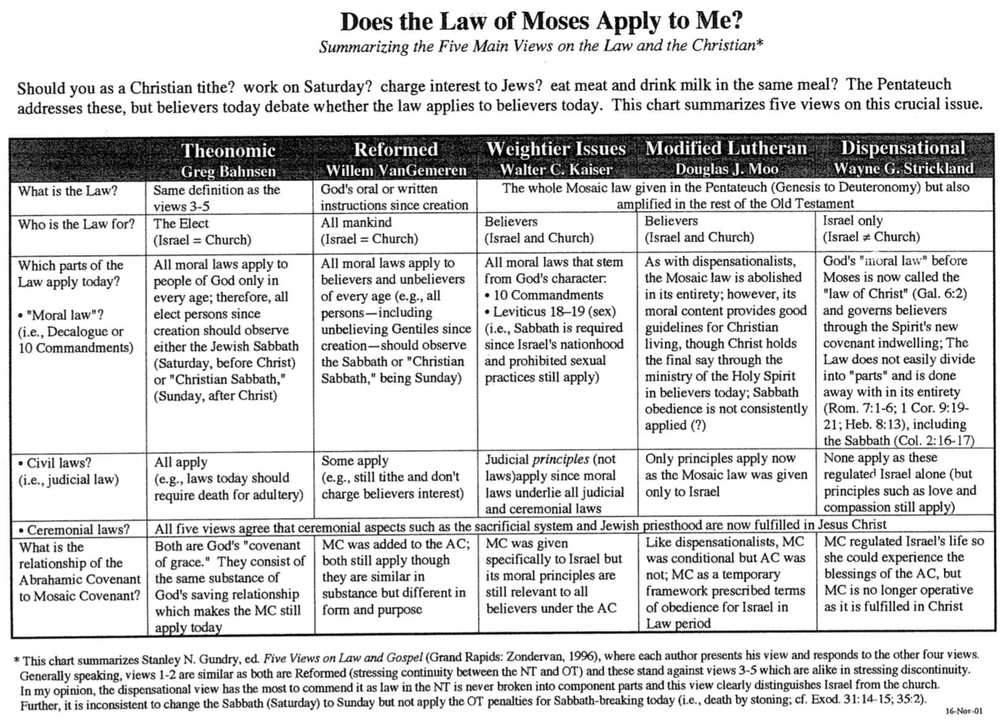 Does the Law of Moses Apply to Me?
Summarizing the Five Main Views on the Law and the Christian*
Should you as a Christian tithe? work on Saturday? charge interest to Jews? eat meat and drink milk in the same meal? The Pentateuch
addresses these, but believers today debate whether the law applies to believers today. This chart summarizes five views on this crucial issue.
Theonomic
Greg Bahnsen
Reformed
Willem VanGemeren
Weightier Issues
Walter C. Kaiser
Modified Lutheran
Douglas J. Moo
Dispensational
Wayne G. Strickland
What is the Law?
Same definition as the
views 3-5
God's oral or written
instructions since creation
The whole Mosaic law given in the Pentateuch (Genesis to Deuteronomy) but also
amplified in the rest of the Old Testament
Who is the Law for?
The Elect
(Israel = Church)
All mankind
(Israel = Church)
Believers
(Israel and Church)
Believers
(Israel and Church)
Israel only
(Israel ≠ Church)
Which parts of the
Law apply today?
• "Moral law"?
(i.e., Decalogue or
10 Commandments)
All moral laws apply to
people of God only in
every age; therefore, all
elect persons since
creation should observe
either the Jewish Sabbath
(Saturday, before Christ)
or "Christian Sabbath,"
(Sunday, after Christ)
All moral laws apply to
believers and unbelievers
of every age (e.g., all
persons—including
unbelieving Gentiles since
creation—should observe
the Sabbath or "Christian
Sabbath," being Sunday)
All moral laws that stem
from God's character:
• 10 Commandments
• Leviticus 18–19 (sex)
(i.e., Sabbath is required
since Israel's nationhood
and prohibited sexual
practices still apply)
As with dispensationalists,
the Mosaic law is abolished
in its entirety; however, its
moral content provides good
guidelines for Christian
living, though Christ holds
the final say through the
ministry of the Holy Spirit
in believers today; Sabbath
obedience is not consistently
applied (?)
God's "moral law" before
Moses is now called the
"law of Christ" (Gal. 6:2)
and governs believers
through the Spirit's new
covenant indwelling; The
Law does not easily divide
into "parts" and is done
away with in its entirety
(Rom. 7:1-6; 1 Cor. 9:19-
21; Heb. 8:13), including
the Sabbath (Col. 2:16-17)
• Civil laws?
(i.e., judicial law)
All apply
(e.g., laws today should
require death for adultery)
Some apply
(e.g., still tithe and don't
charge believers interest)
Judicial principles (not
laws)apply since moral
laws underlie all judicial
and ceremonial laws
Only principles apply now
as the Mosaic law was given
only to Israel
None apply as these
regulated Israel alone (but
principles such as love and
compassion still apply)
• Ceremonial laws?
All five views agree that ceremonial aspects such as the sacrificial system and Jewish priesthood are now fulfilled in Jesus Christ
What is the
relationship of the
Abrahamic Covenant
to Mosaic Covenant?
Both are God's "covenant
of grace." They consist of
the same substance of
God's saving relationship
which makes the MC still
apply today
MC was added to the AC;
both still apply though
they are similar in
substance but different in
form and purpose
MC was given
specifically to Israel but
its moral principles are
still relevant to all
believers under the AC
Like dispensationalists, MC
was conditional but AC was
not; MC as a temporary
framework prescribed terms
of obedience for Israel in
Law period
MC regulated Israel's life so
she could experience the
blessings of the AC, but
MC is no longer operative
as it is fulfilled in Christ
* This chart summarizes Stanley N. Gundry, ed. Five Views on Law and Gospel (Grand Rapids: Zondervan, 1996), where each author presents his view and responds to the other four views.
Generally speaking, views 1-2 are similar as both are Reformed (stressing continuity between the NT and OT) and these stand against views 3-5 which are alike in stressing discontinuity.
In my opinion, the dispensational view has the most to commend it as law in the NT is never broken into component parts and this view clearly distinguishes Israel from the church.
Further, it is inconsistent to change the Sabbath (Saturday) to Sunday but not apply the OT penalties for Sabbath-breaking today (i.e., death by stoning; cf. Exod. 31:14-15; 35:2).
16-Nov-01